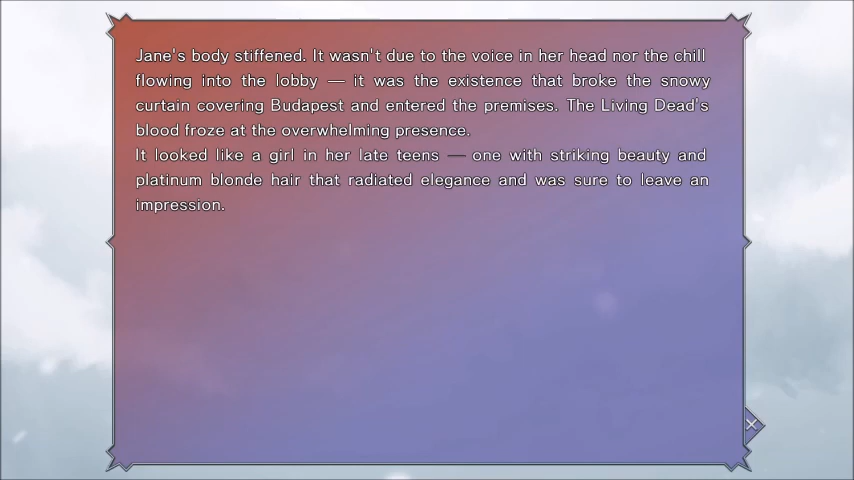 Jane's body stiffened. It wasn't due to the voice in her head nor the chill
flowing into the lobby — it was the existence that broke the snowy
curtain covering Budapest and entered the premises. The Living Dead's
blood froze at the overwhelming presence.
It looked like a girl in her late teens — one with striking beauty and
platinum blonde hair that radiated elegance and was sure to leave an
impression.